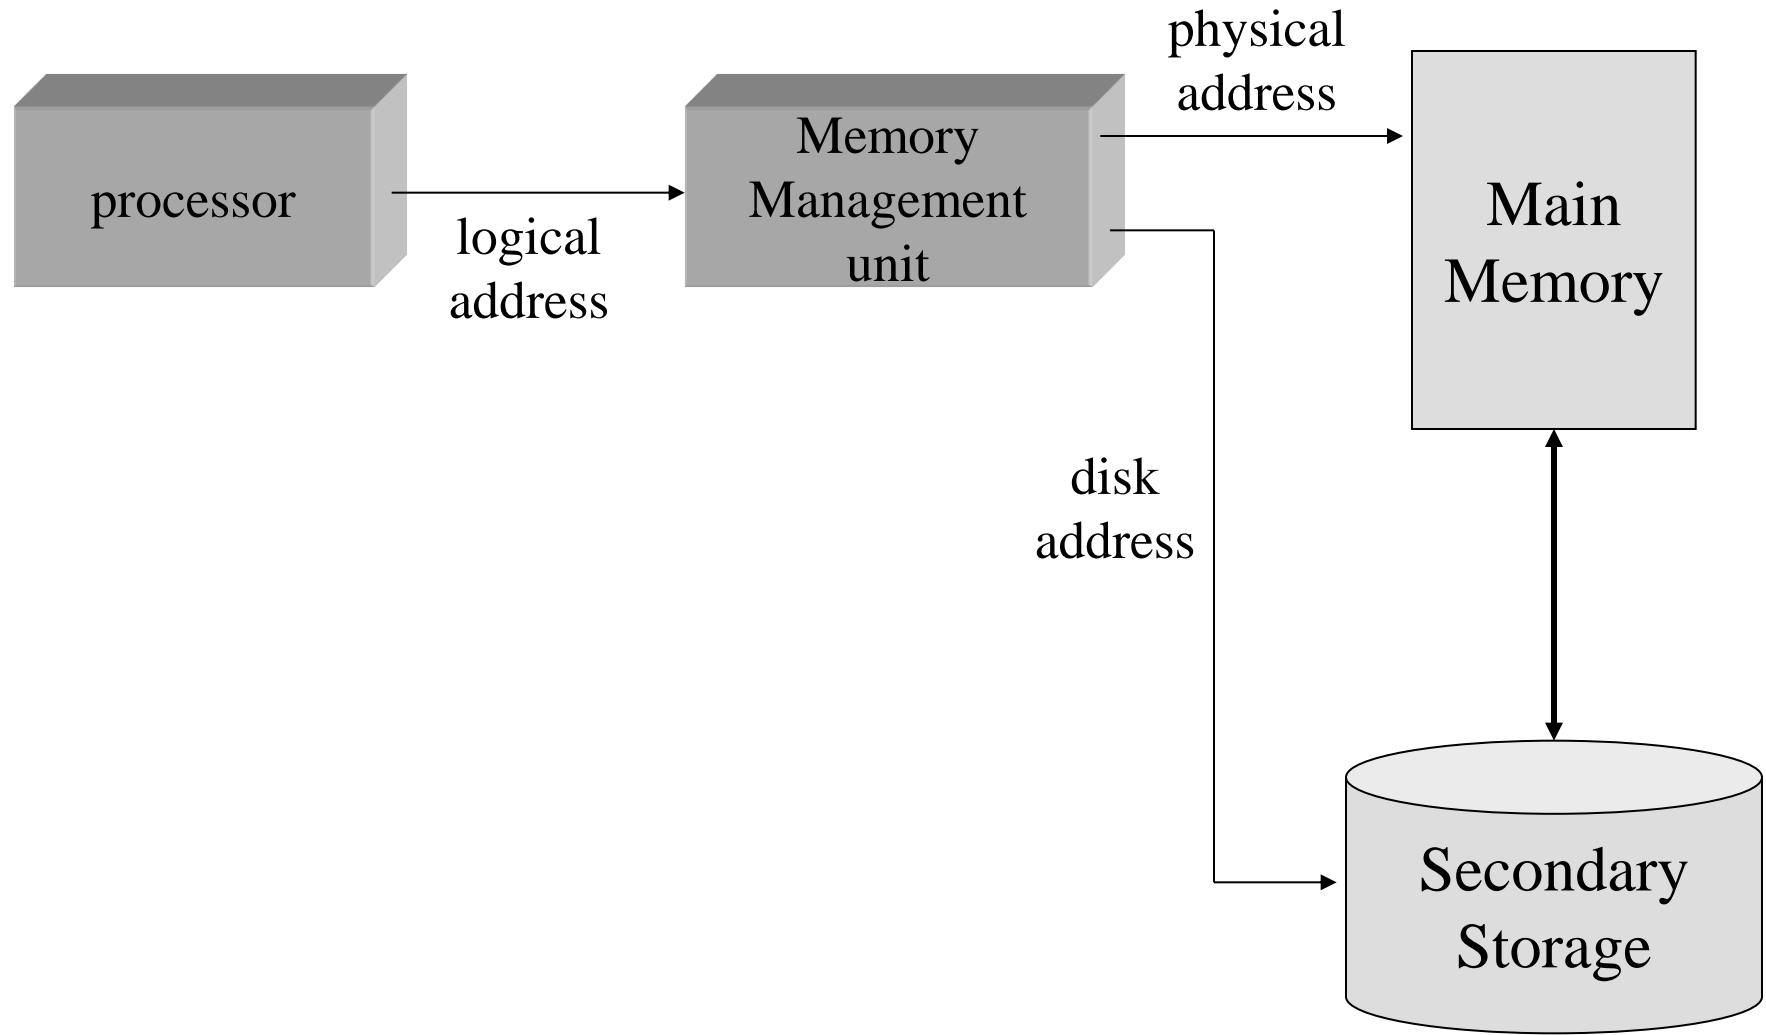 processor
logical
address
Memory
Management
unit
physical
address
Main
Memory
disk
address
Secondary
Storage